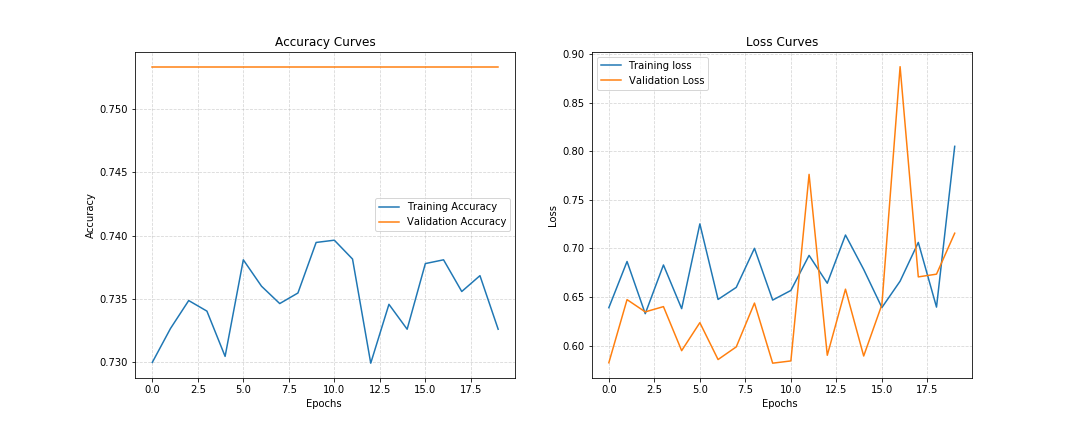 Accuracy Curves
0.750
0.745
0.740
0.735
0.730
Accuracy
Training Accuracy
Validation Accuracy
0.0 2.5 5.0 7.5 10.0 12.5 15.0 17.5
Epochs
Loss Curves
0.90
0.85
0.80
0.75
0.70
0.65
0.60
Loss
Training loss
Validation Loss
0.0 2.5 5.0 7.5 10.0 12.5 15.0 17.5
Epochs